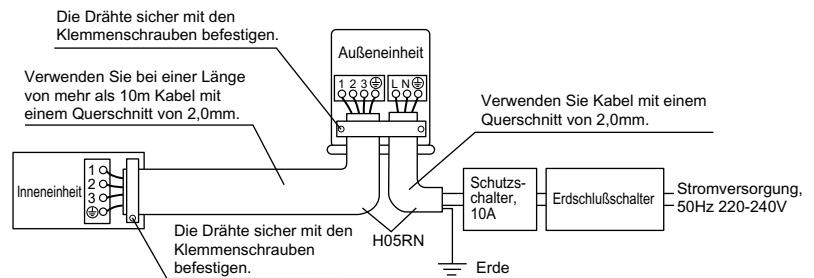 Die Drähte sicher mit den
Klemmenschrauben befestigen.
Außeneinheit
1 2 3
L N
Verwenden Sie bei einer Länge
von mehr als 10m Kabel mit
einem Querschnitt von 2,0mm.
Verwenden Sie Kabel mit einem
Querschnitt von 2,0mm.
Inneneinheit
1
2
3
Schutzs-
chalter,
10A
Erdschlußschalter
Stromversorgung,
50Hz 220-240V
Die Drähte sicher mit den
Klemmenschrauben
befestigen.
H05RN
Erde